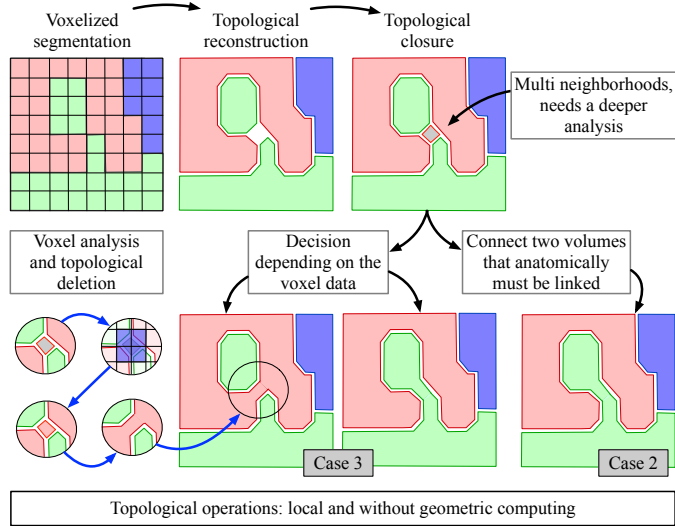 Voxelized
segmentation
Topological
reconstruction
Topological
closure
Multi neighborhoods,
needs a deeper
analysis
Voxel analysis
and topological
deletion
Decision
depending on the
voxel data
Connect two volumes
that anatomically
must be linked
Case 3
Case 2
Topological operations: local and without geometric computing